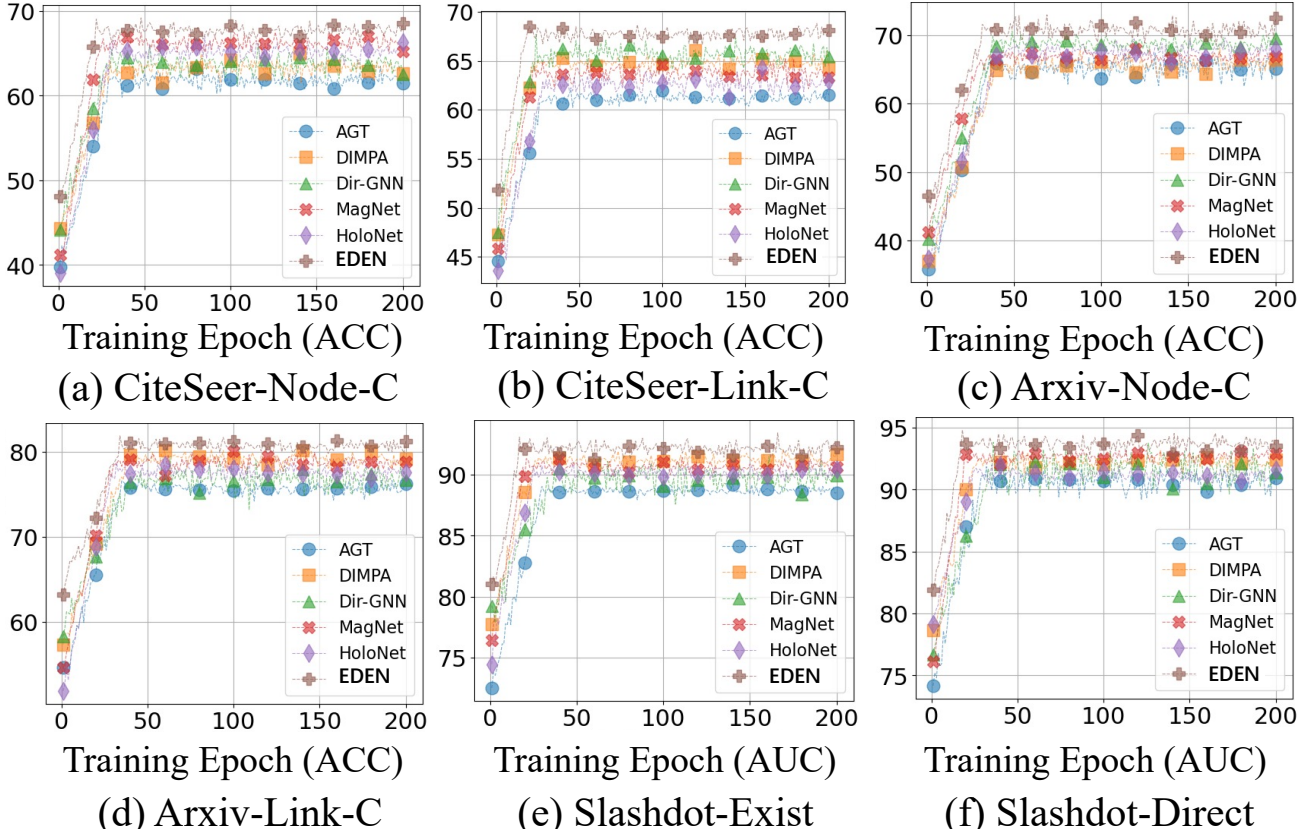 70
60
50
40
0 50 100 150 200
AGT
DIMPA
Dir-GNN
MagNet
HoloNet
EDEN
Training Epoch (ACC)
(a) CiteSeer-Node-C
70
65
60
55
50
45
0 50 100 150 200
AGT
DIMPA
Dir-GNN
MagNet
HoloNet
EDEN
Training Epoch (ACC)
(b) CiteSeer-Link-C
70
60
50
40
0 50 100 150 200
AGT
DIMPA
Dir-GNN
MagNet
HoloNet
EDEN
Training Epoch (ACC)
(c) Arxiv-Node-C
80
70
60
0 50 100 150 200
AGT
DIMPA
Dir-GNN
MagNet
HoloNet
EDEN
Training Epoch (ACC)
(d) Arxiv-Link-C
90
85
80
75
0 50 100 150 200
AGT
DIMPA
Dir-GNN
MagNet
HoloNet
EDEN
Training Epoch (AUC)
(e) Slashdot-Exist
95
90
85
80
75
0 50 100 150 200
AGT
DIMPA
Dir-GNN
MagNet
HoloNet
EDEN
Training Epoch (AUC)
(f) Slashdot-Direct